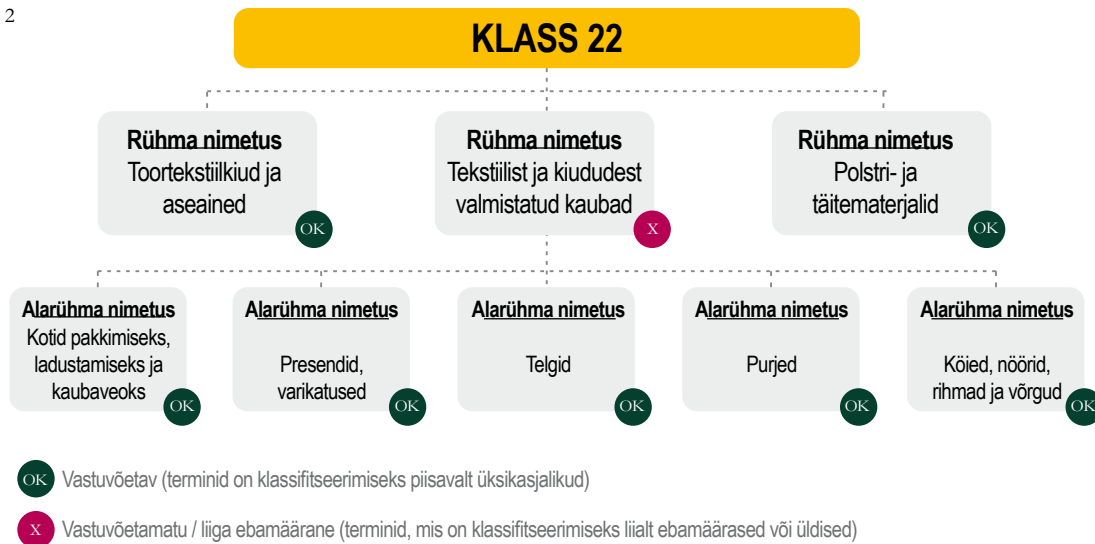 2
KLASS 22
Rühma nimetus
Toortekstiilkiud ja
aseained
OK
Rühma nimetus
Tekstiilist ja kiududest
valmistatud kaubad
X
Rühma nimetus
Polstri- ja
täitematerjalid
OK
Alarühma nimetus
Kotid pakkimiseks,
ladustamiseks ja
kaubaveoks
OK
Alarühma nimetus
Presendid,
varikatused
OK
Alarühma nimetus
Telgid
OK
Alarühma nimetus
Purjed
OK
Alarühma nimetus
Köied, nöörid,
rihmad ja võrgud
OK
OK Vastuvõetav (terminid on klassifitseerimiseks piisavalt üksikasjalikud)
X Vastuvõetamatu / liiga ebamäärane (terminid, mis on klassifitseerimiseks liialt ebamäärased või üldised)